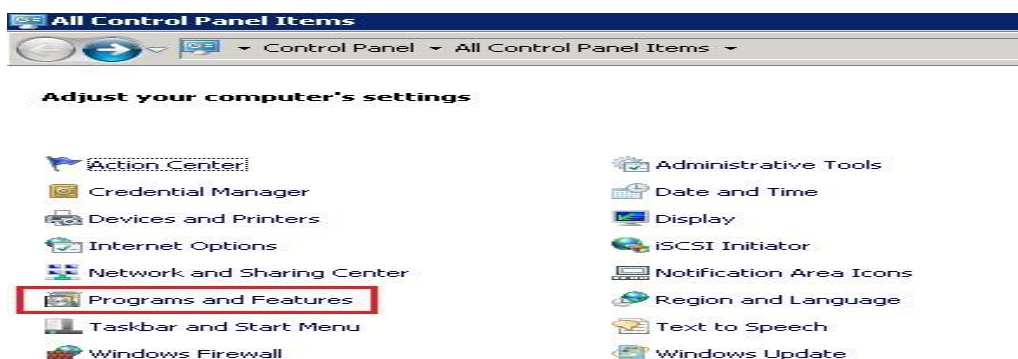 All Control Panel Items
Control Panel All Control Panel Items
Adjust your computer's settings
Action Center
Administrative Tools
Credential Manager
Date and Time
Devices and Printers
Display
Internet Options
iSCSI Initiator
Network and Sharing Center
Notification Area Icons
Programs and Features
Region and Language
Taskbar and Start Menu
Text to Speech
Windows Firewall
Windows Update